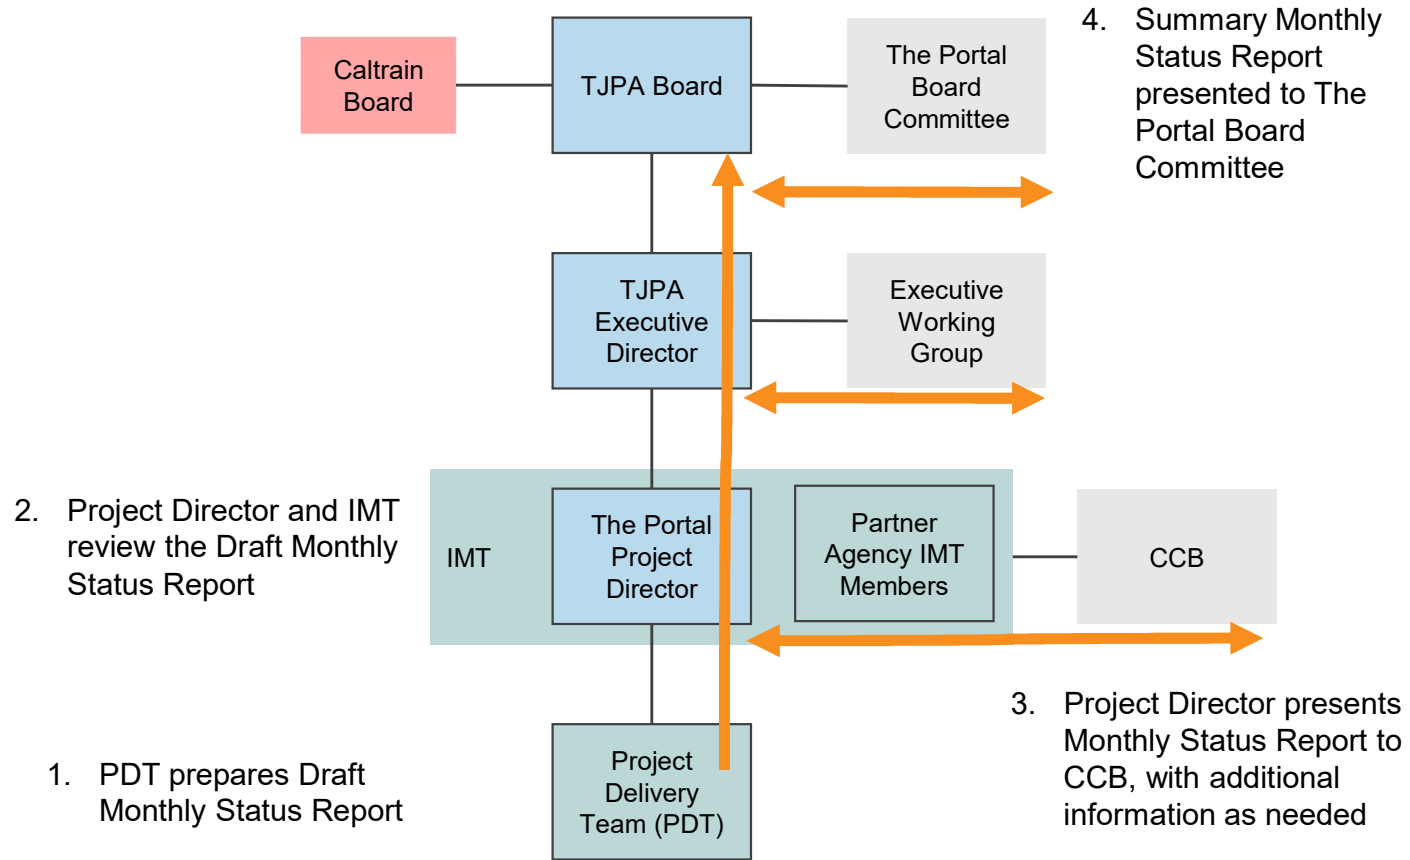 4. Summary Monthly
Status Report
presented to The
Portal Board
Committee
Caltrain
Board
TJPA Board
The Portal
Board
Committee
TJPA
Executive
Director
Executive
Working
Group
2. Project Director and IMT
review the Draft Monthly
Status Report
IMT
The Portal
Project
Director
Partner
Agency IMT
Members
CCB
3. Project Director presents
Monthly Status Report to
CCB, with additional
information as needed
1. PDT prepares Draft
Monthly Status Report
Project
Delivery
Team (PDT)